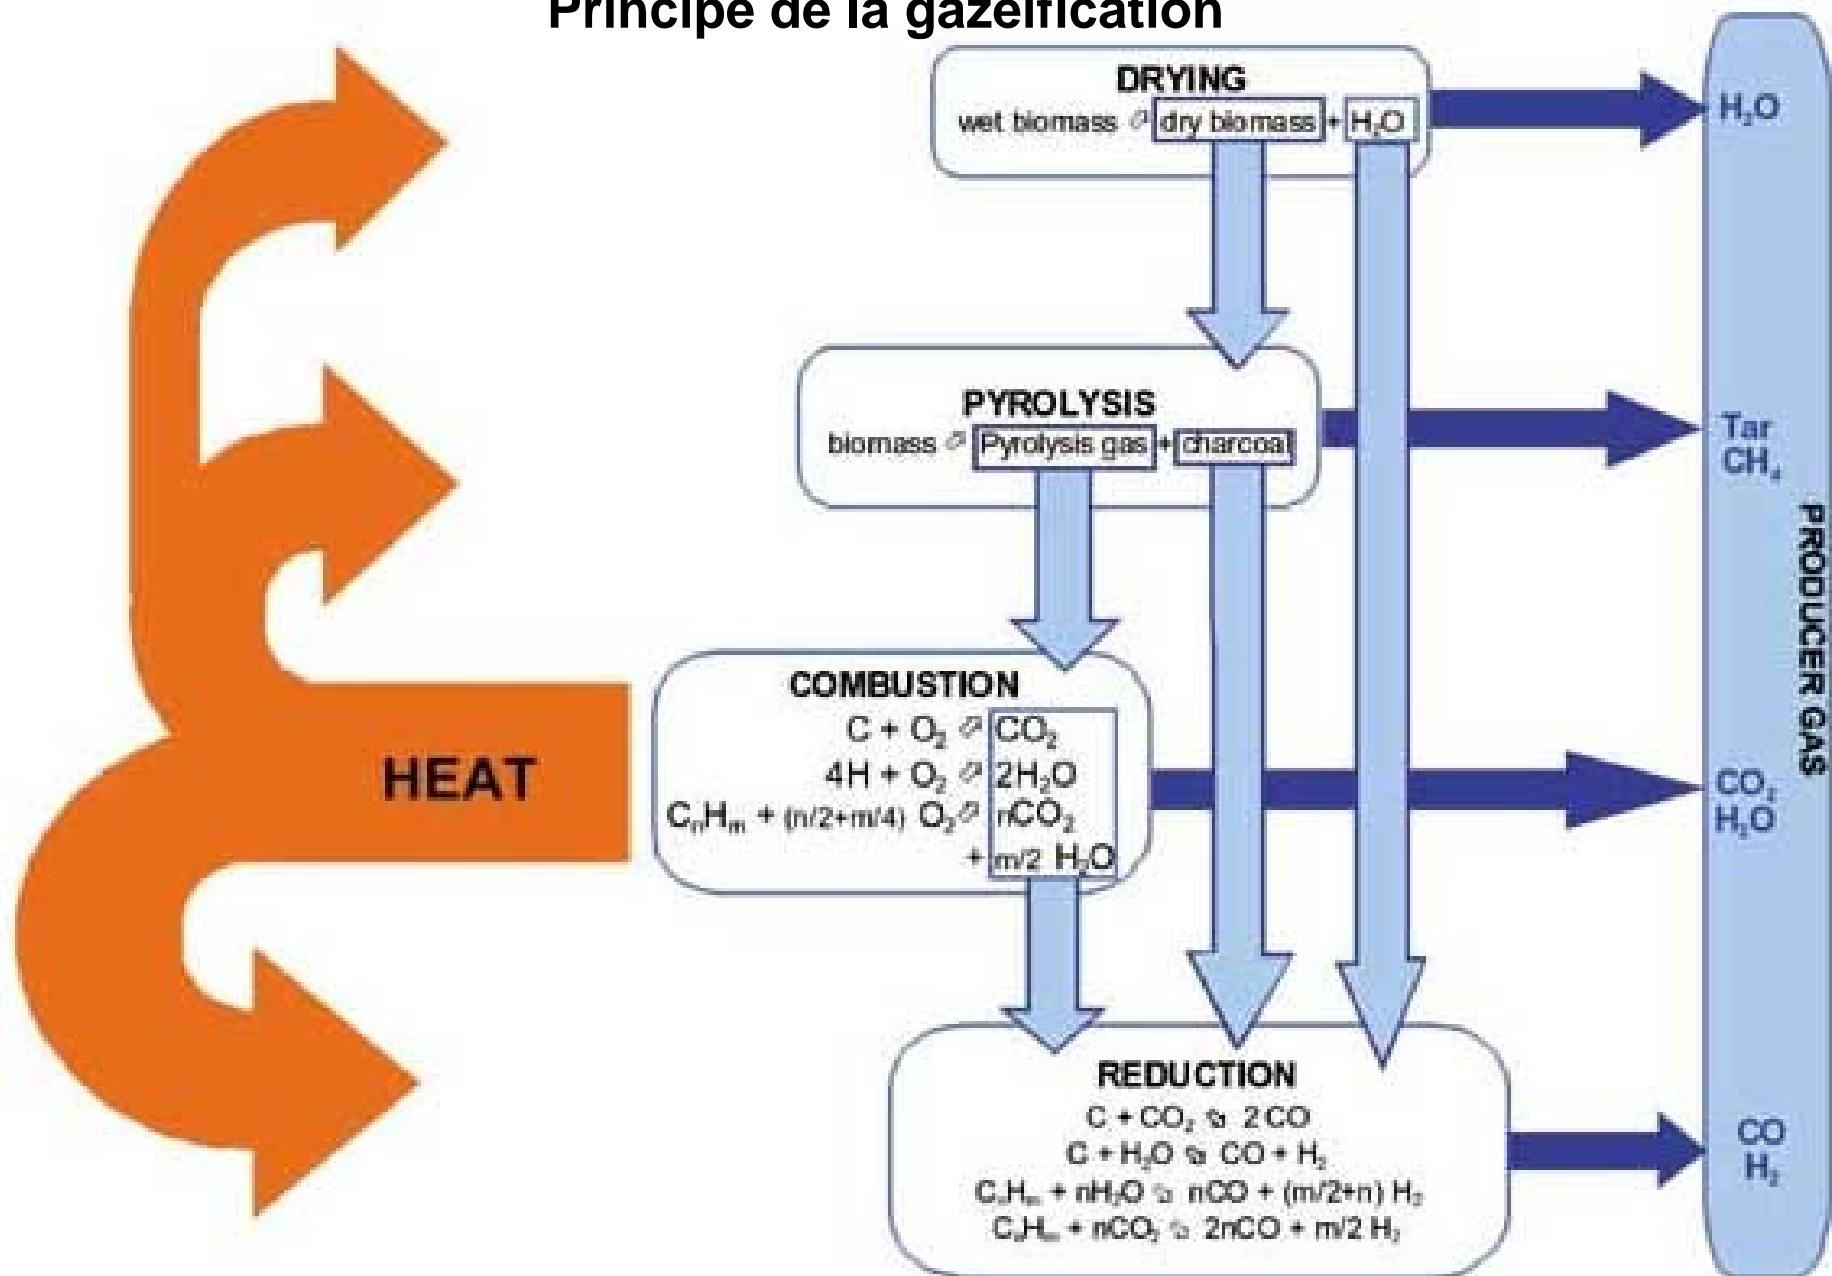 Principe de la gazéification
DRYING
wet biomass ⇨ dry biomass + H₂O
H₂O
PYROLYSIS
biomass ⇨ Pyrolysis gas + charcoal
Tar
CH₄
COMBUSTION
C + O₂ ⇨ CO₂
4H + O₂ ⇨ 2H₂O
CₙHₘ + (n/2+m/4) O₂ ⇨ nCO₂
+ m/2 H₂O
HEAT
CO₂
H₂O
PRODUCER GAS
REDUCTION
C + CO₂ ⇨ 2CO
C + H₂O ⇨ CO + H₂
CₙHₘ + nH₂O ⇨ nCO + (m/2+n) H₂
CₙHₘ + nCO₂ ⇨ 2nCO + m/2 H₂
CO
H₂